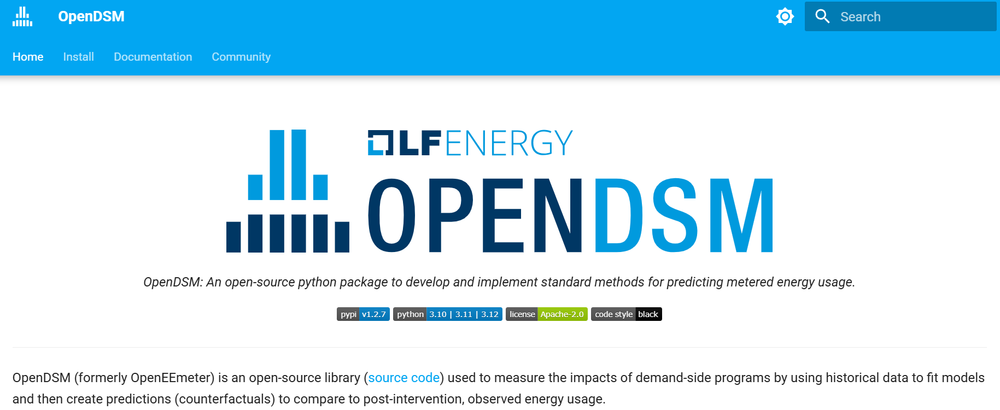 OpenDSM
Search
Home Install Documentation Community
LFENERGY
OPENDSM
OpenDSM: An open-source python package to develop and implement standard methods for predicting metered energy usage.
pypi v1.2.7 python 3.10 | 3.11 | 3.12 license Apache-2.0 code style black
OpenDSM (formerly OpenEEmeter) is an open-source library (source code) used to measure the impacts of demand-side programs by using historical data to fit models
and then create predictions (counterfactuals) to compare to post-intervention, observed energy usage.